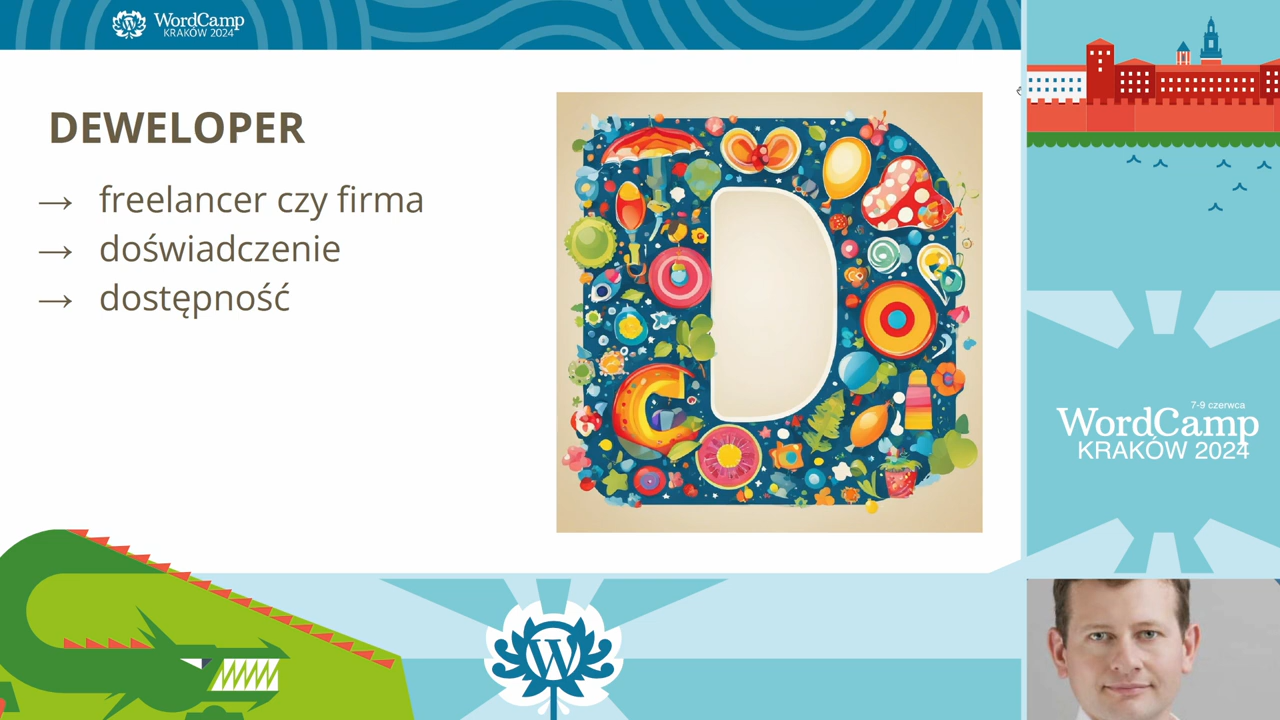 WordCamp
KRAKÓW 2024
DEWELOPER
→ freelancer czy firma
→ doświadczenie
→ dostępność
D
7-9 czerwca
WordCamp
KRAKÓW 2024
W